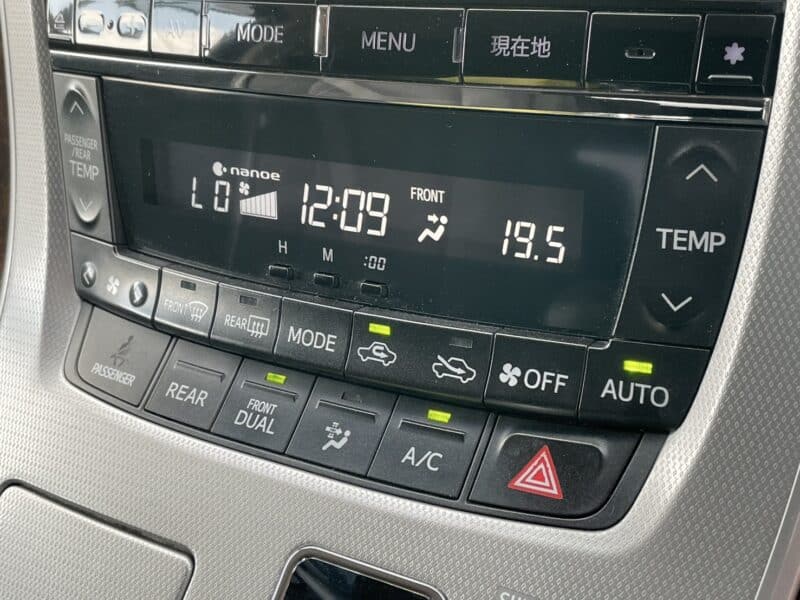 AV
MODE
MENU
現在地
PASSENGER
/REAR
TEMP
nanoe
LO
12:09
FRONT
19.5
TEMP
H
M
:00
FRONT
REAR
MODE
OFF
AUTO
PASSENGER
REAR
FRONT
DUAL
A/C